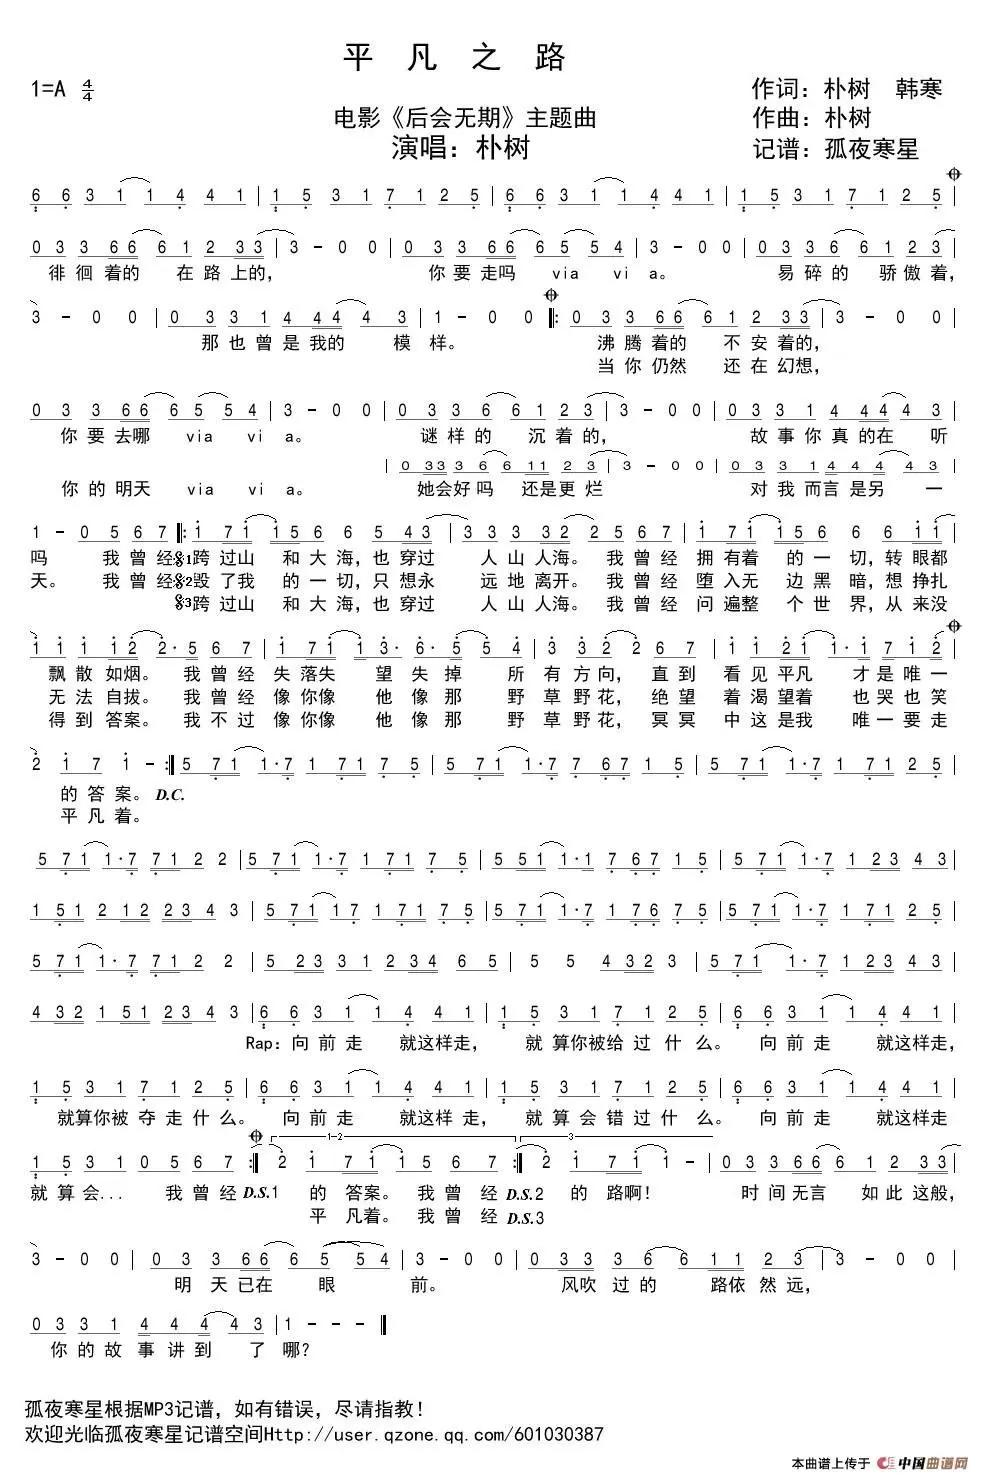 平 凡 之 路
1=A 4/4
作词：朴树 韩寒
电影《后会无期》主题曲
作曲：朴树
演唱：朴树
记谱：孤夜寒星
6 6 3 1 1 4 4 1 | 1 5 3 1 7 1 2 5 | 6 6 3 1 1 4 4 1 | 1 5 3 1 7 1 2 5 |
0 3 3 6 6 6 1 2 3 3 | 3 - 0 0 | 0 3 3 6 6 6 5 5 4 | 3 - 0 0 | 0 3 3 6 6 1 2 3 |
徘 徊 着的 在 路 上的， 你 要 走吗 via vi a。 易 碎 的 骄 傲 着，
3 - 0 0 | 0 3 3 1 4 4 4 4 3 | 1 - 0 0 ‖: 0 3 3 6 6 6 1 2 3 3 | 3 - 0 0 |
那 也 曾 是 我的 模 样。 沸 腾 着的 不 安 着的，
当 你 仍然 还 在 幻想，
0 3 3 6 6 6 5 5 4 | 3 - 0 0 | 0 3 3 6 6 1 2 3 | 3 - 0 0 | 0 3 3 1 4 4 4 4 3 |
你 要 去哪 via vi a。 谜 样 的 沉 着 的， 故 事 你 真 的在 听
| 0 33 3 6 6 11 2 3 | 3 - 0 0 | 0 3 3 1 4 4 4 4 3 |
你 的 明天 via vi a。 她会好吗 还是更 烂 对 我 而言 是另 一
1 - 0 5 6 7 ‖: 1 7 1 1 5 6 6 5 4 3 | 3 3 3 3 2 2 5 6 7 | 1 7 1 1 5 6 6 6 1 1 |
吗 我 曾 经 1跨 过山 和 大 海，也 穿过 人 山 人海。我 曾 经 拥 有着 的 一 切，转 眼都
天。 我 曾 经 2毁 了我 的 一 切，只 想永 远 地 离开。我 曾 经 堕 入无 边 黑 暗，想 挣扎
3跨 过山 和 大 海，也 穿过 人 山 人海。我 曾 经 问 遍整 个 世 界，从 来没
1 1 1 1 2 2· 5 6 7 | 1 7 1 1 3· 6· 5 5 4 | 3 3 2 2 6 7 | 1 1 2 1 1· 1 7 1 2 |
飘 散 如烟。 我 曾 经 失 落失 望 失 掉 所 有 方向， 直 到 看 见 平凡 才 是 唯一
无 法 自拔。 我 曾 经 像 你像 他 像 那 野 草 野花， 绝 望 着 渴 望着 也 哭 也笑
得 到 答案。 我 不 过 像 你像 他 像 那 野 草 野花， 冥 冥 中 这 是我 唯 一 要走
2 1 7 1 - :‖ 5 7 1 1· 7 1 7 1 7 5 | 5 7 1 1· 7 7 6 7 1 5 | 5 7 1 1· 7 1 7 1 2 5 |
的 答 案。 D.C.
平 凡 着。
5 7 1 1· 7 7 1 2 2 | 5 7 1 1· 7 1 7 1 7 5 | 5 5 1 1· 1 7 6 7 1 5 | 5 7 1 1· 7 1 2 3 4 3 |
1 5 1 2 1 2 2 3 4 3 | 5 7 1 1 7 1 7 1 7 5 | 5 7 1 1· 1 7 6 7 5 | 5 7 1 1· 7 1 7 1 2 5 |
5 7 1 1· 7 7 1 2 2 | 5 2 3 3 1 2 3 4 6 5 | 5 5 4 3 2 3 | 5 7 1 1· 7 1 2 3 4 3 |
4 3 2 1 5 1 2 3 4 3 | 6 6 3 1 1 4 4 1 | 1 5 3 1 7 1 2 5 | 6 6 3 1 1 4 4 1 |
Rap：向 前 走 就这样走， 就 算你被给 过 什 么。 向 前 走 就这样走，
1 5 3 1 7 1 2 5 | 6 6 3 1 1 4 4 1 | 1 5 3 1 7 1 2 5 | 6 6 3 1 1 4 4 1 |
就算你被 夺 走 什 么。 向 前 走 就这样 走， 就 算 会 错 过 什 么。 向 前 走 就这样走
1-2 3
1 5 3 1 0 5 6 7 :‖ 2 1 7 1 1 5 6 7 :‖ 2 1 7 1 1 - | 0 3 3 6 6 6 1 2 3 3 |
就 算 会... 我 曾 经 D.S.1 的 答案。我 曾 经 D.S.2 的 路啊！ 时 间 无言 如 此 这般，
平 凡着。我 曾 经 D.S.3
3 - 0 0 | 0 3 3 6 6 6 5 5 4 | 3 - 0 0 | 0 3 3 3 6 6 1 1 2 3 | 3 - 0 0 |
明 天 已在 眼 前。 风吹 过 的 路依 然 远，
0 3 3 1 4 4 4 4 3 | 1 - - - ‖
你 的 故 事 讲 到 了 哪？
孤夜寒星根据MP3记谱，如有错误，尽请指教！
欢迎光临孤夜寒星记谱空间Http://user.qzone.qq.com/601030387
本曲谱上传于 中国曲谱网